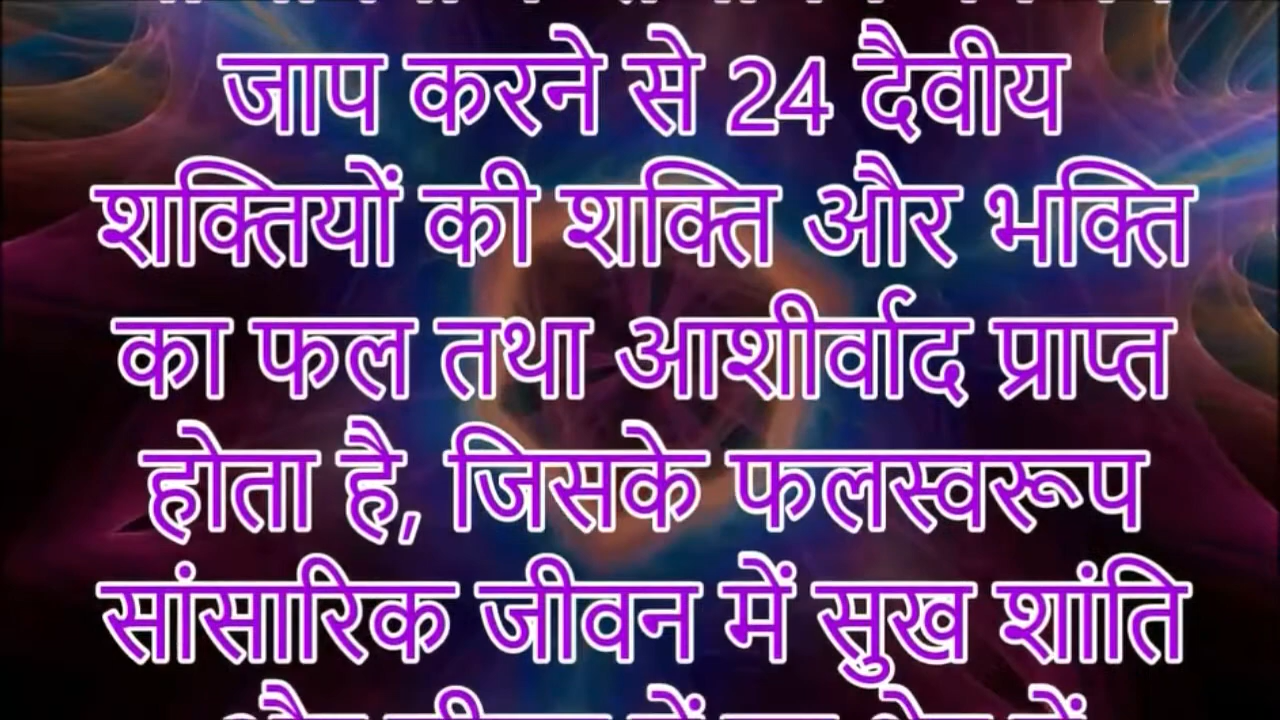 जाप करने से 24 दैवीय
शक्तियों की शक्ति और भक्ति
का फल तथा आशीर्वाद प्राप्त
होता है, जिसके फलस्वरूप
सांसारिक जीवन में सुख शांति